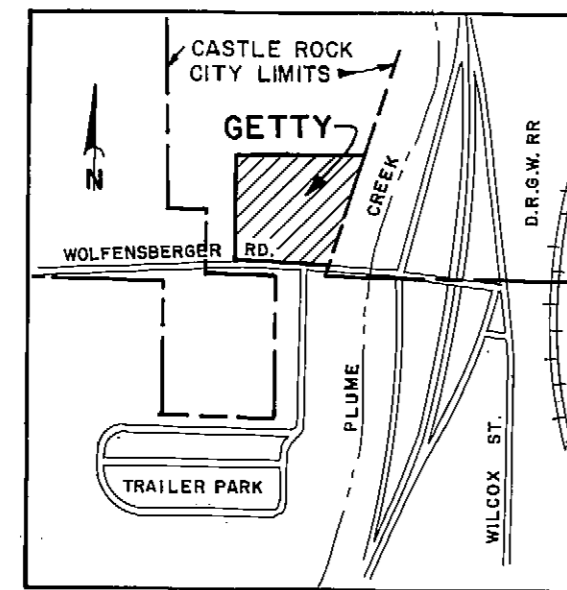 CASTLE ROCK
CITY LIMITS
GETTY
N
CREEK
D.R.G.W. RR
WOLFENSBERGER RD.
PLUME
WILCOX ST.
TRAILER PARK